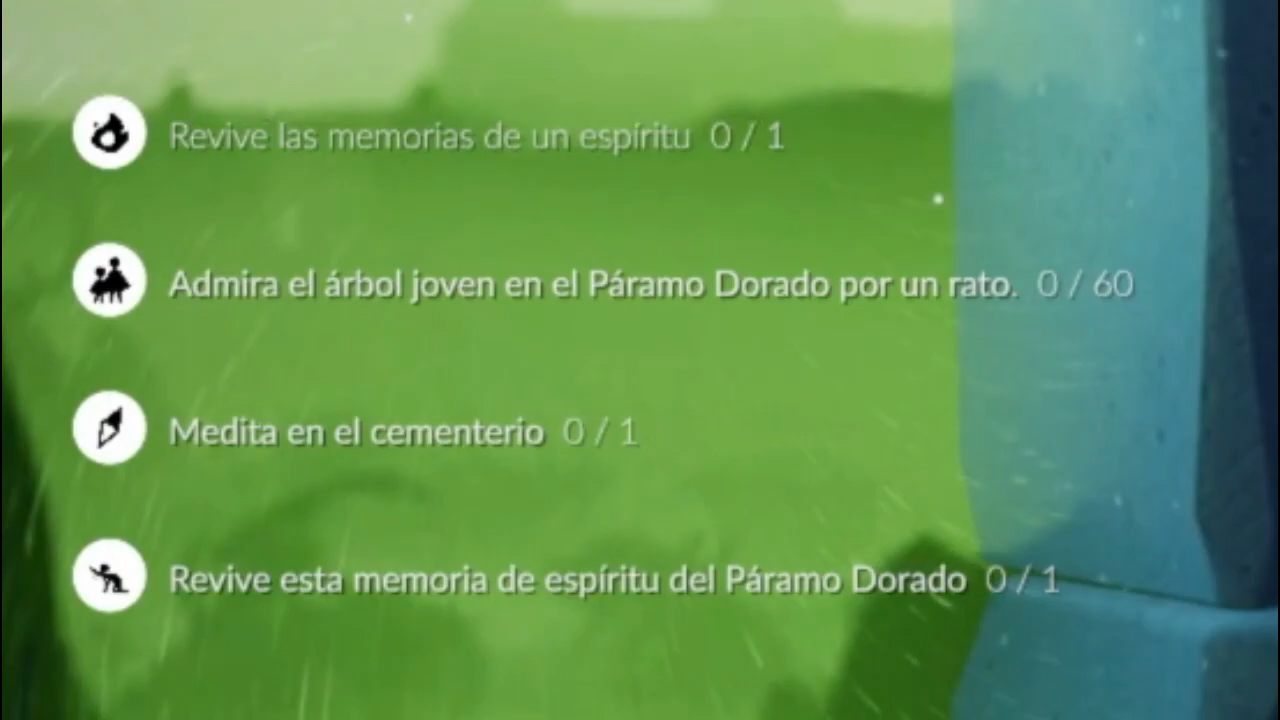 Revive las memorias de un espíritu 0 / 1
Admira el árbol joven en el Páramo Dorado por un rato. 0 / 60
Medita en el cementerio 0 / 1
Revive esta memoria de espíritu del Páramo Dorado 0 / 1